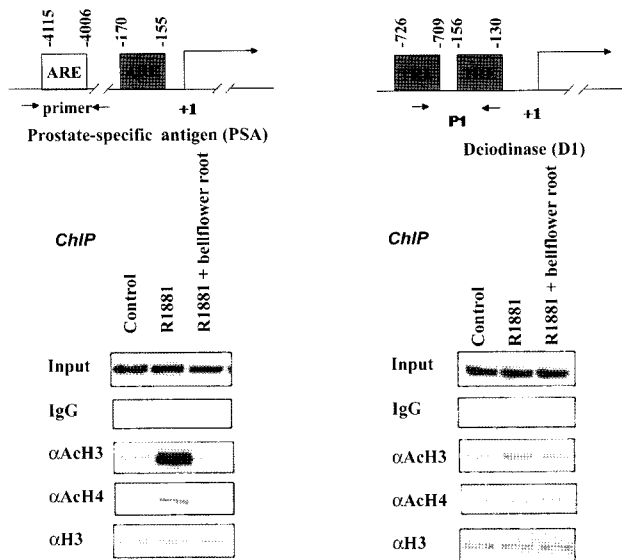 -4115
-4006
-170
-155
ARE
+1
primer
Prostate-specific antigen (PSA)
ChIP
Control
R1881
R1881 + bellflower root
Input
IgG
αAcH3
αAcH4
αH3
-726
-709
-156
-130
P1
+1
Dciodinase (D1)
ChIP
Control
R1881
R1881 + bellflower root
Input
IgG
αAcH3
αAcH4
αH3